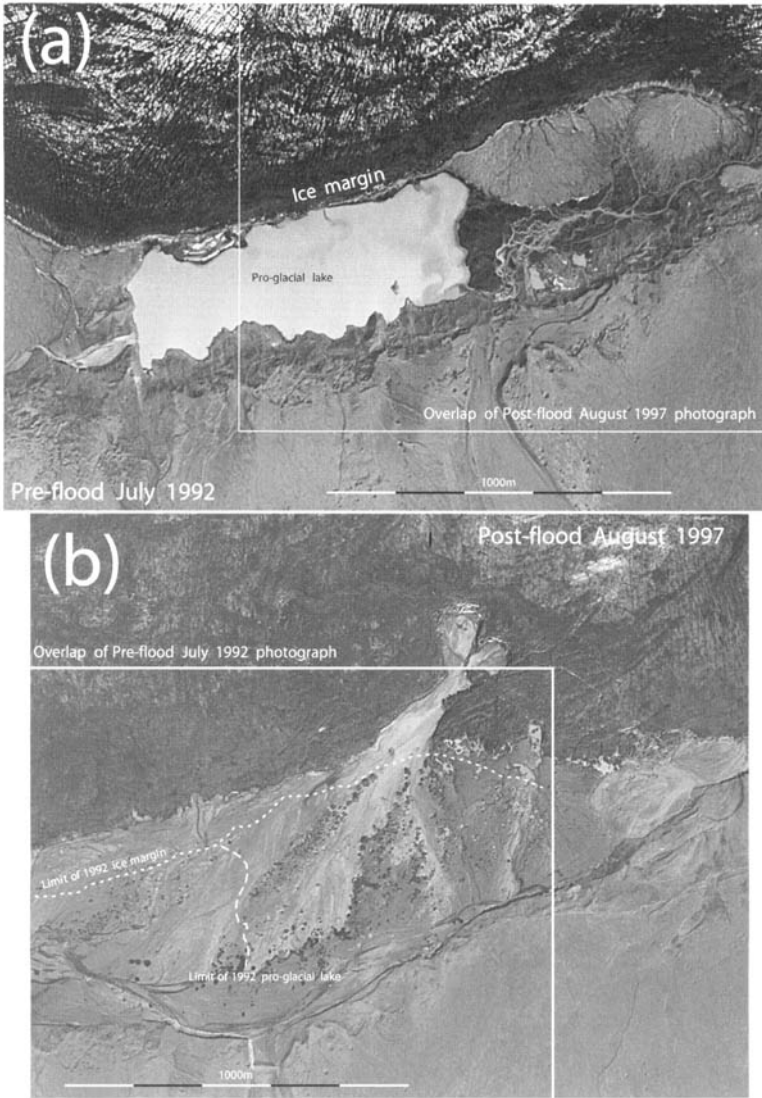 (a)
Ice margin
Pro-glacial lake
Overlap of Post-flood August 1997 photograph
Pre-flood July 1992
1000m
(b)
Post-flood August 1997
Overlap of Pre-flood July 1992 photograph
Limit of 1992 ice margin
Limit of 1992 pro-glacial lake
1000m